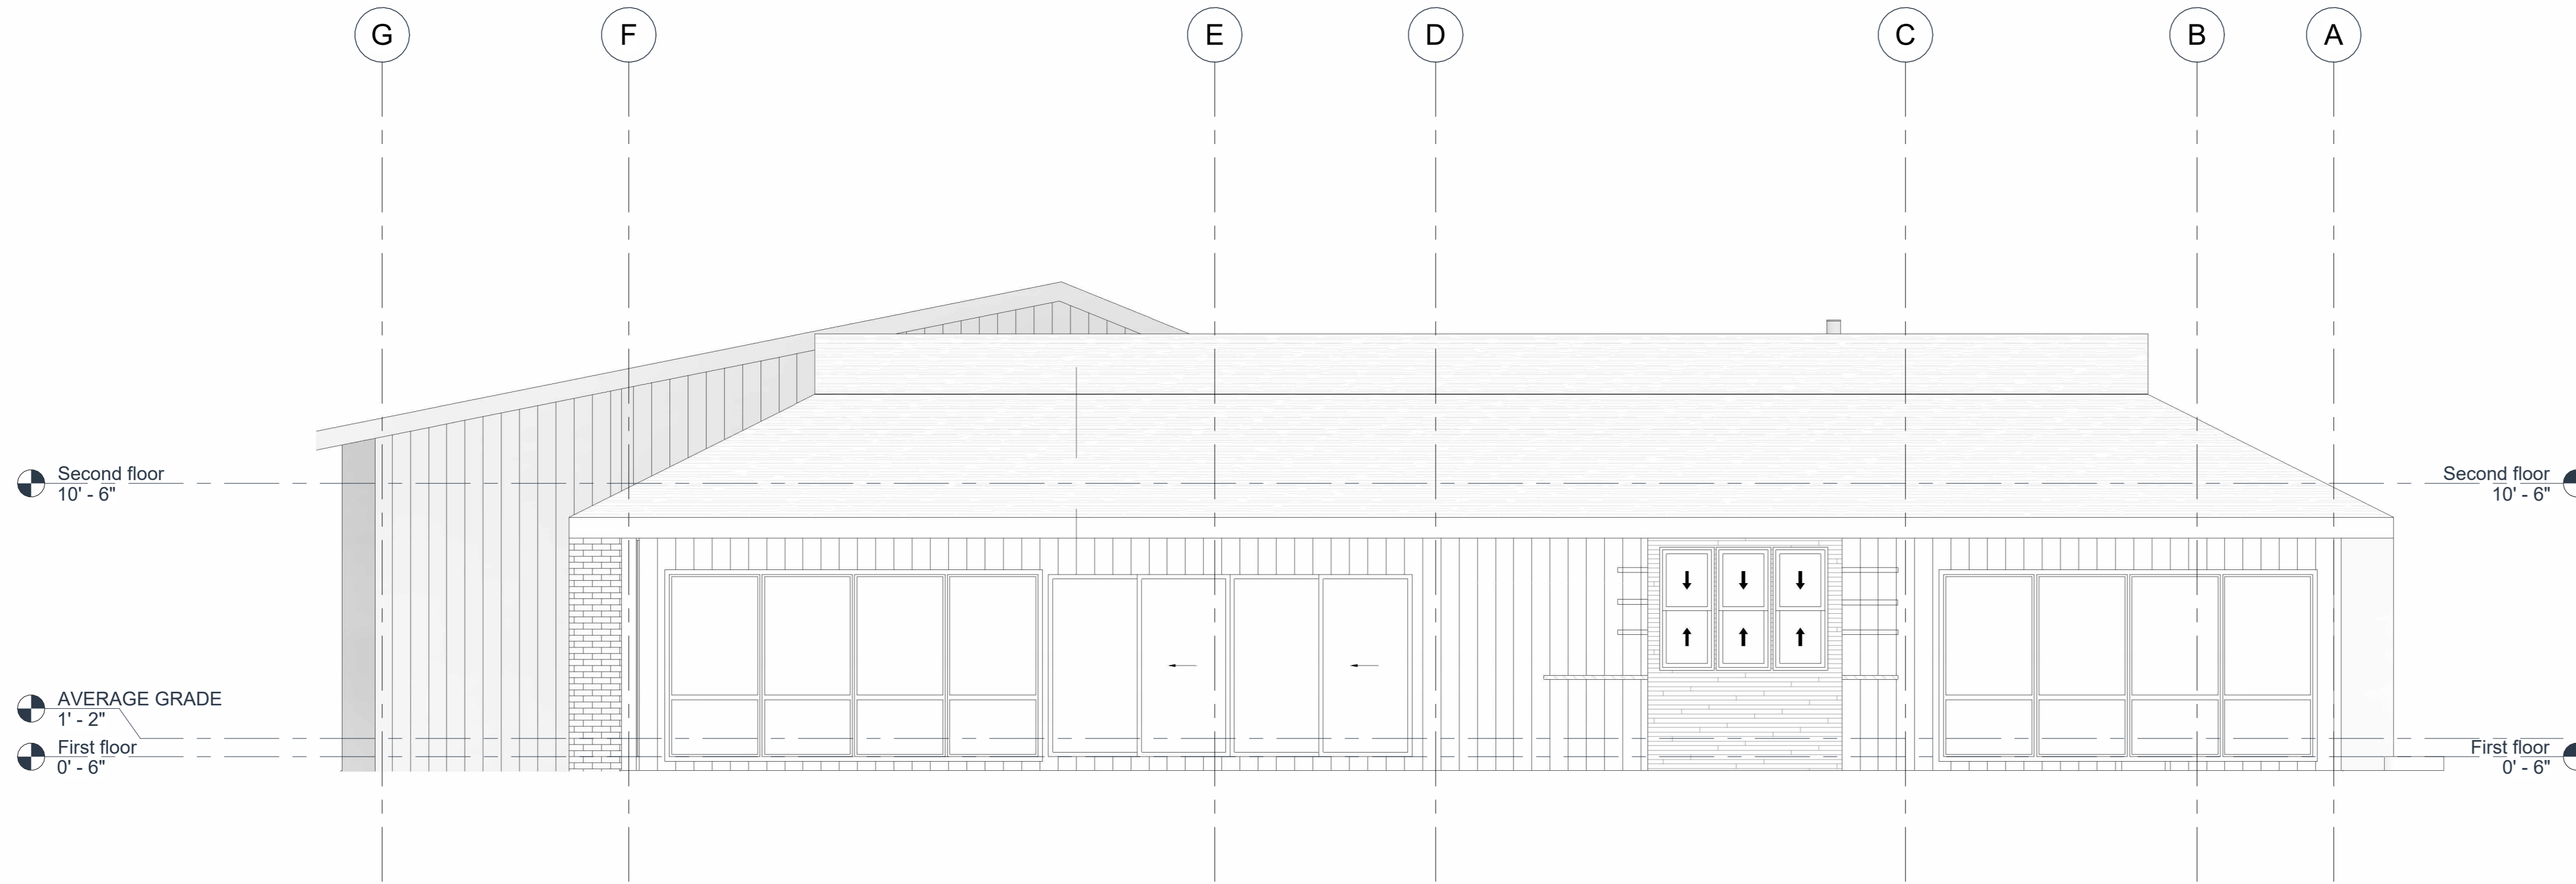 G F E D C B A
Second floor
10' - 6"
Second floor
10' - 6"
AVERAGE GRADE
1' - 2"
First floor
0' - 6"
First floor
0' - 6"